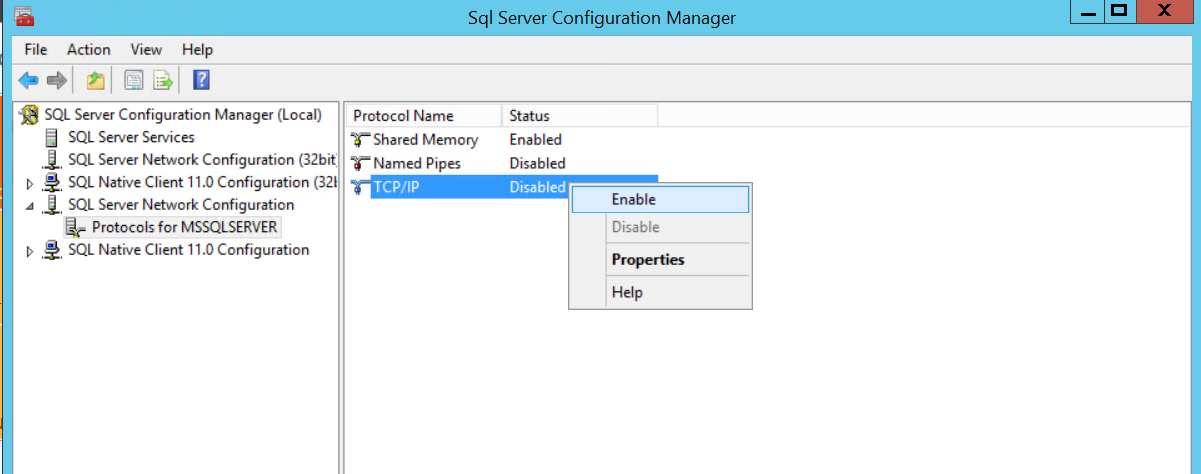 Sql Server Configuration Manager
File Action View Help
SQL Server Configuration Manager (Local)
SQL Server Services
SQL Server Network Configuration (32bit
SQL Native Client 11.0 Configuration (32b
SQL Server Network Configuration
Protocols for MSSQLSERVER
SQL Native Client 11.0 Configuration
Protocol Name Status
Shared Memory Enabled
Named Pipes Disabled
TCP/IP Disabled
Enable
Disable
Properties
Help